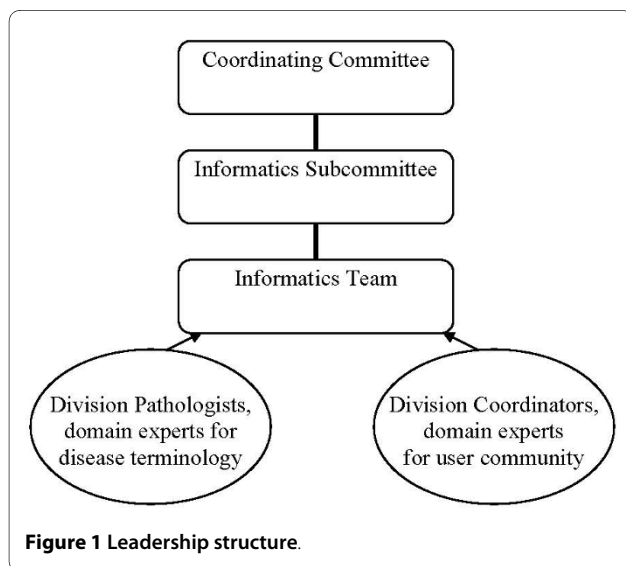 Coordinating Committee
Informatics Subcommittee
Informatics Team
Division Pathologists,
domain experts for
disease terminology
Division Coordinators,
domain experts
for user community
Figure 1 Leadership structure.